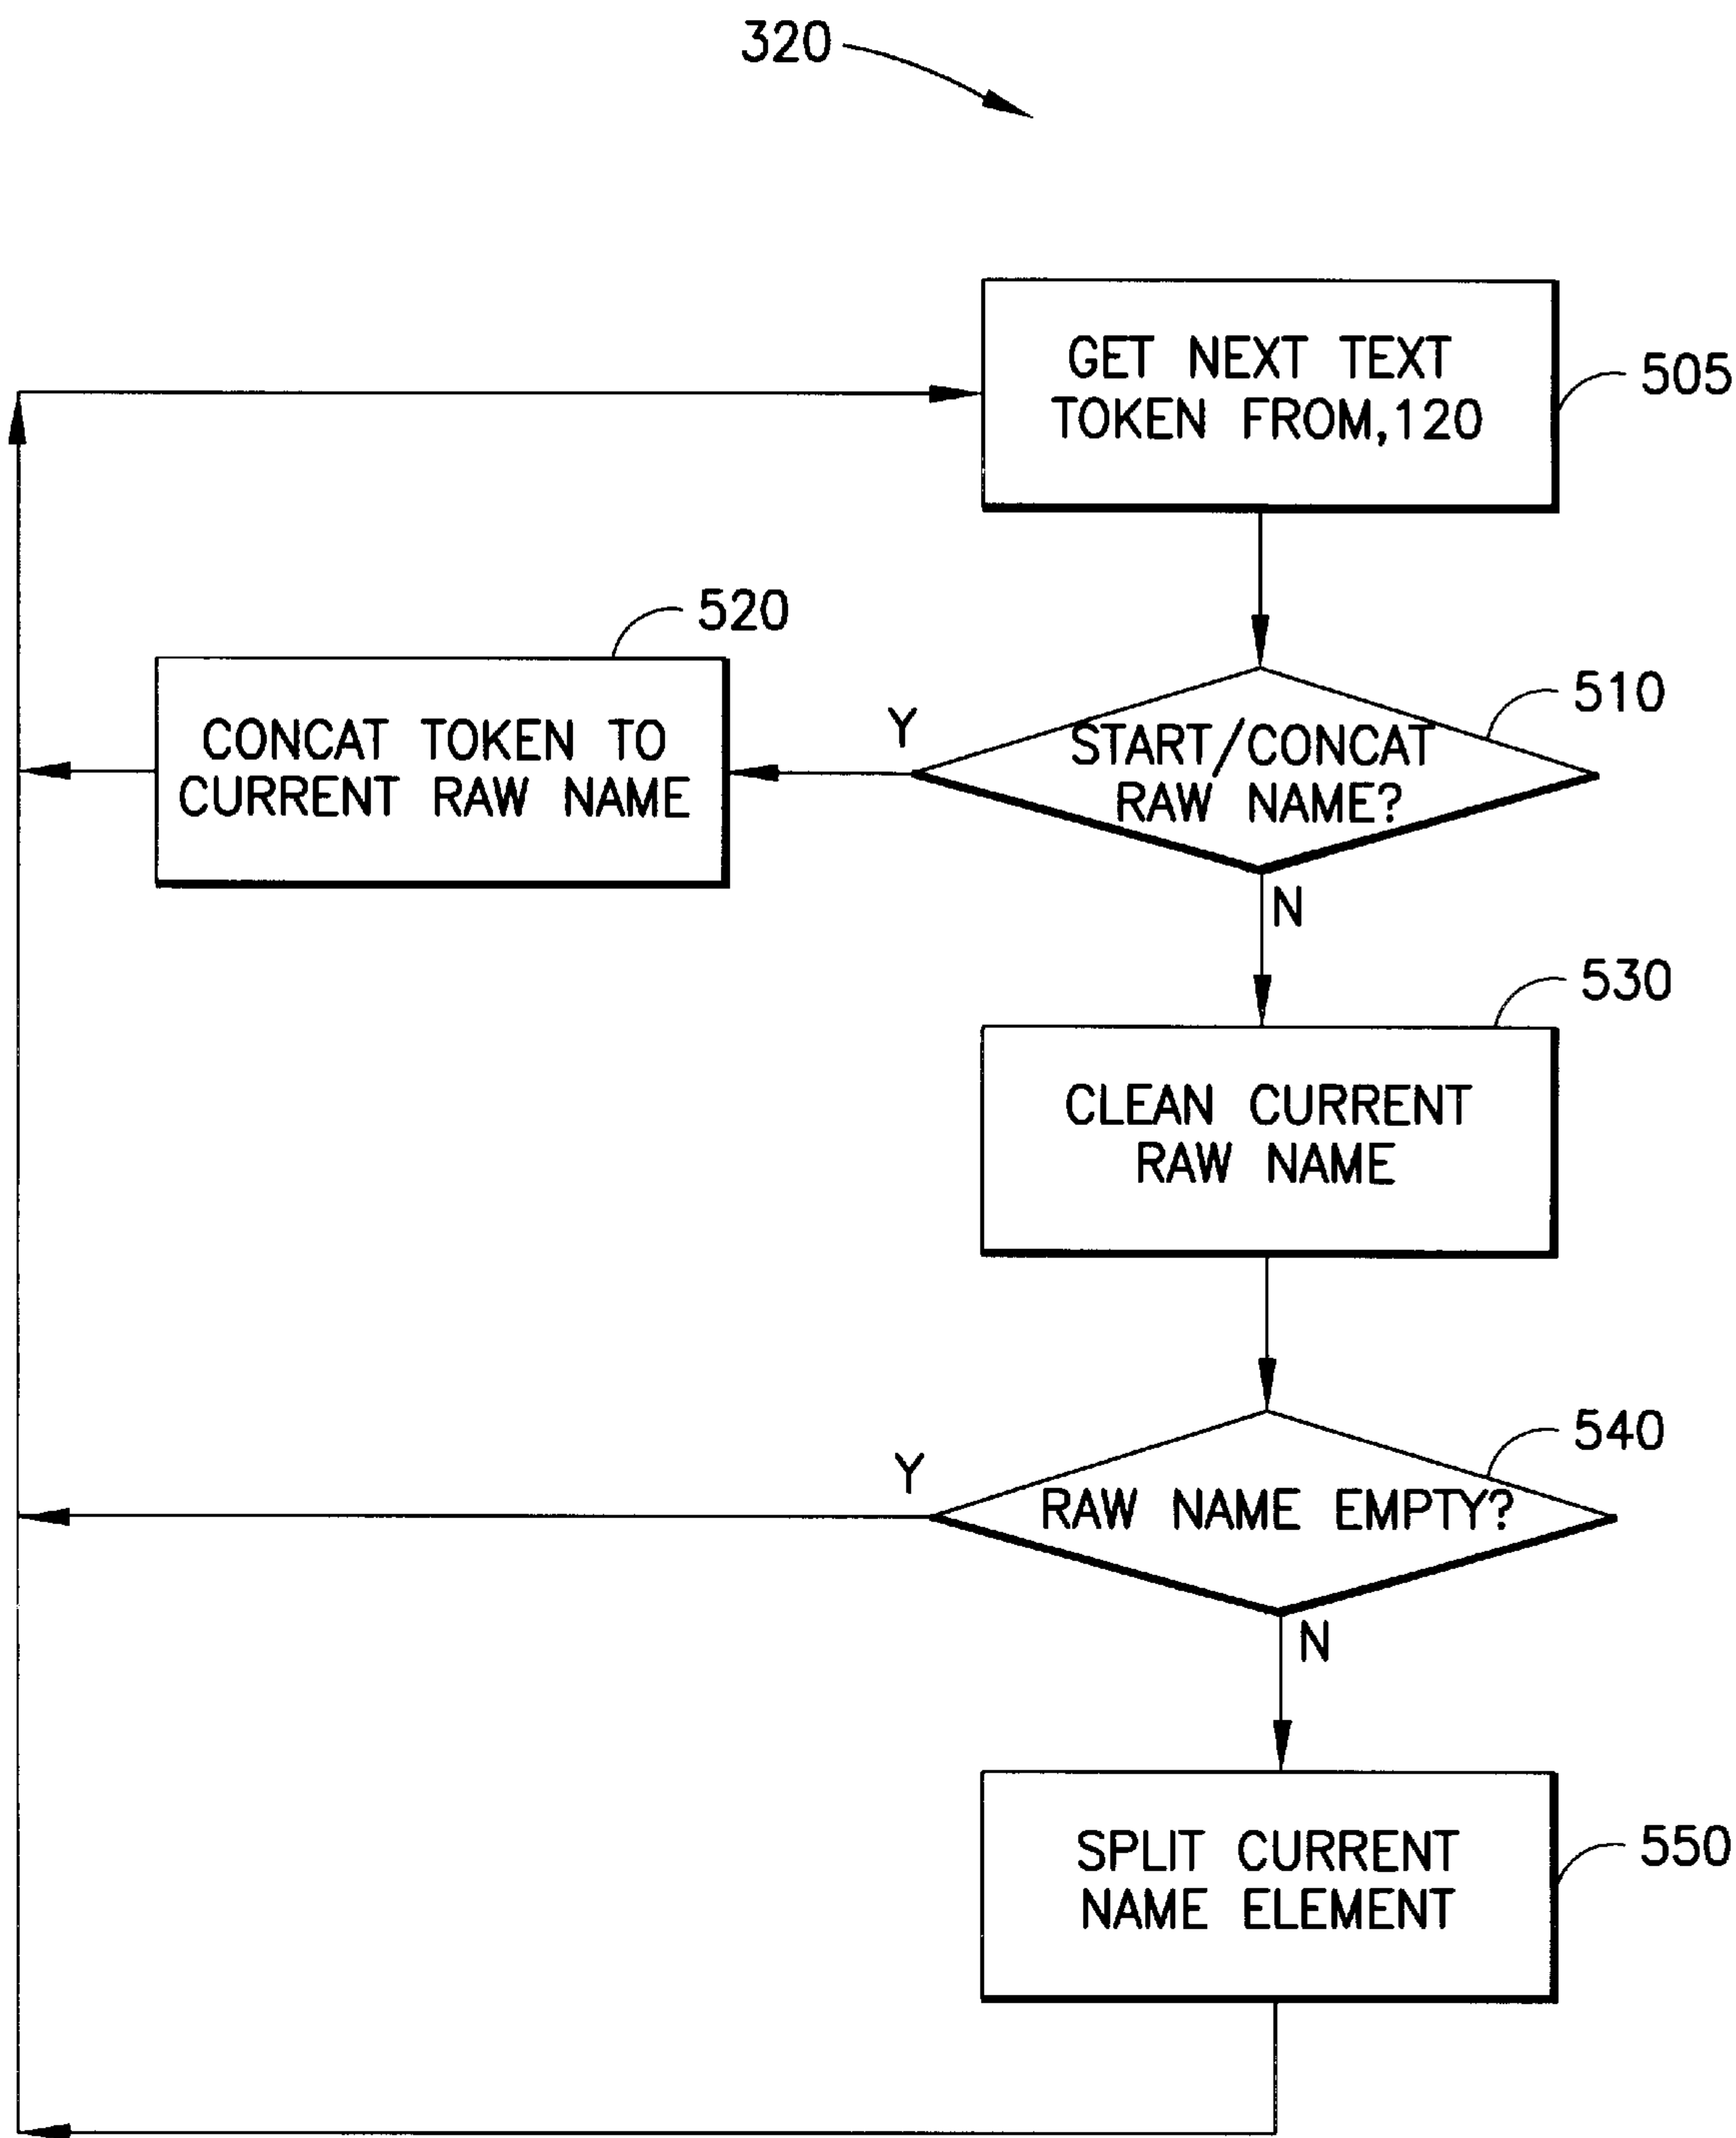 320
GET NEXT TEXT
TOKEN FROM,120
505
520
CONCAT TOKEN TO
CURRENT RAW NAME
Y
START/CONCAT
RAW NAME?
510
N
530
CLEAN CURRENT
RAW NAME
540
Y
RAW NAME EMPTY?
N
SPLIT CURRENT
NAME ELEMENT
550